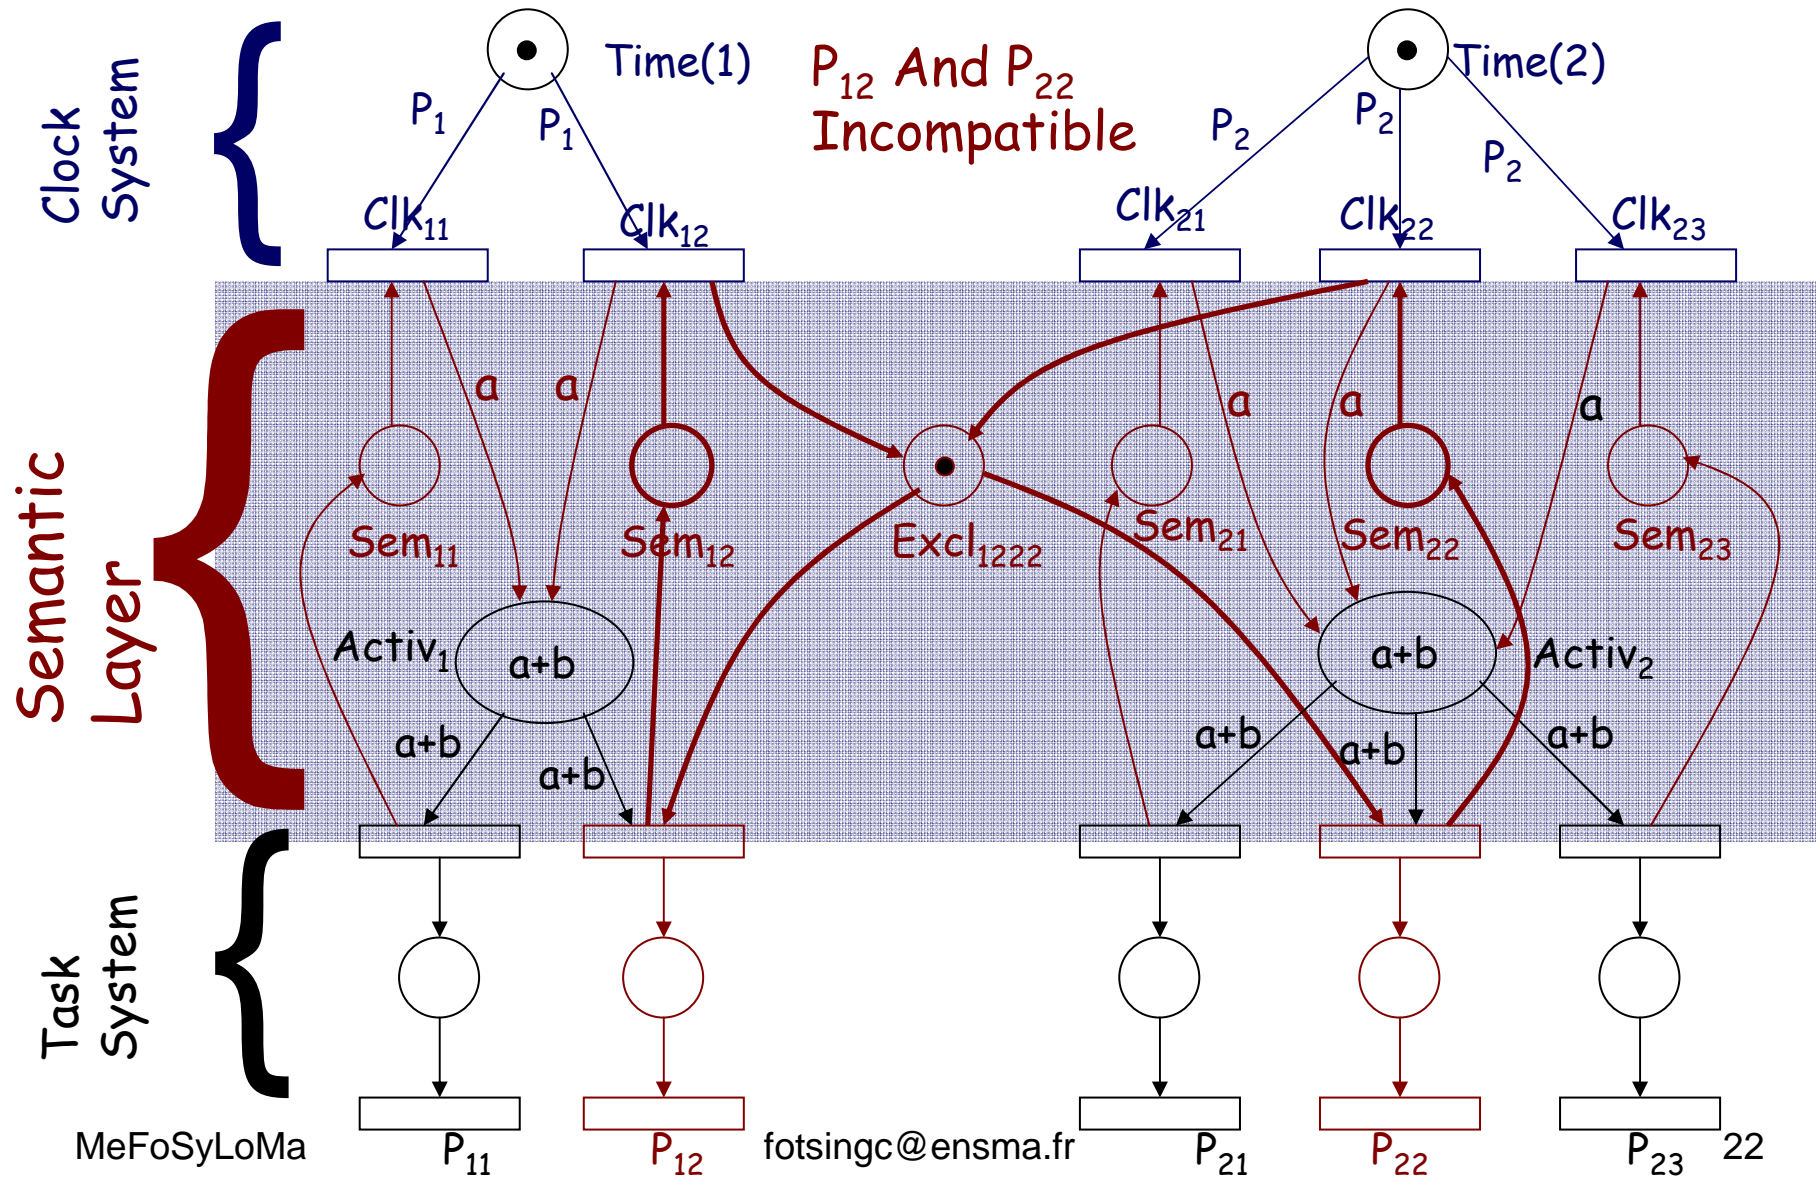 Clock
System
Time(1)
P12 And P22
Incompatible
Time(2)
P1
P1
P2
P2
P2
Clk11
Clk12
Clk21
Clk22
Clk23
Semantic
Layer
a
a
a
a
a
Sem11
Sem12
Excl1222
Sem21
Sem22
Sem23
Activ1
a+b
a+b
Activ2
a+b
a+b
a+b
a+b
a+b
Task
System
MeFoSyLoMa
P11
P12
fotsingc@ensma.fr
P21
P22
P23
22